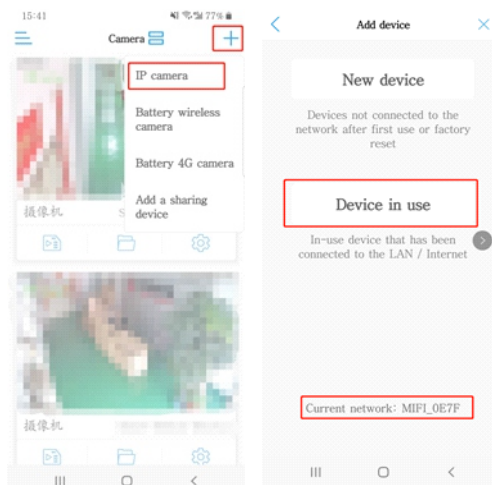 15:41
77%
Camera
IP camera
Battery wireless
camera
Battery 4G camera
Add a sharing
device
摄像机
S
摄像机
Add device
New device
Devices not connected to the
network after first use or factory
reset
Device in use
In-use device that has been
connected to the LAN / Internet
Current network: MIFI_0E7F